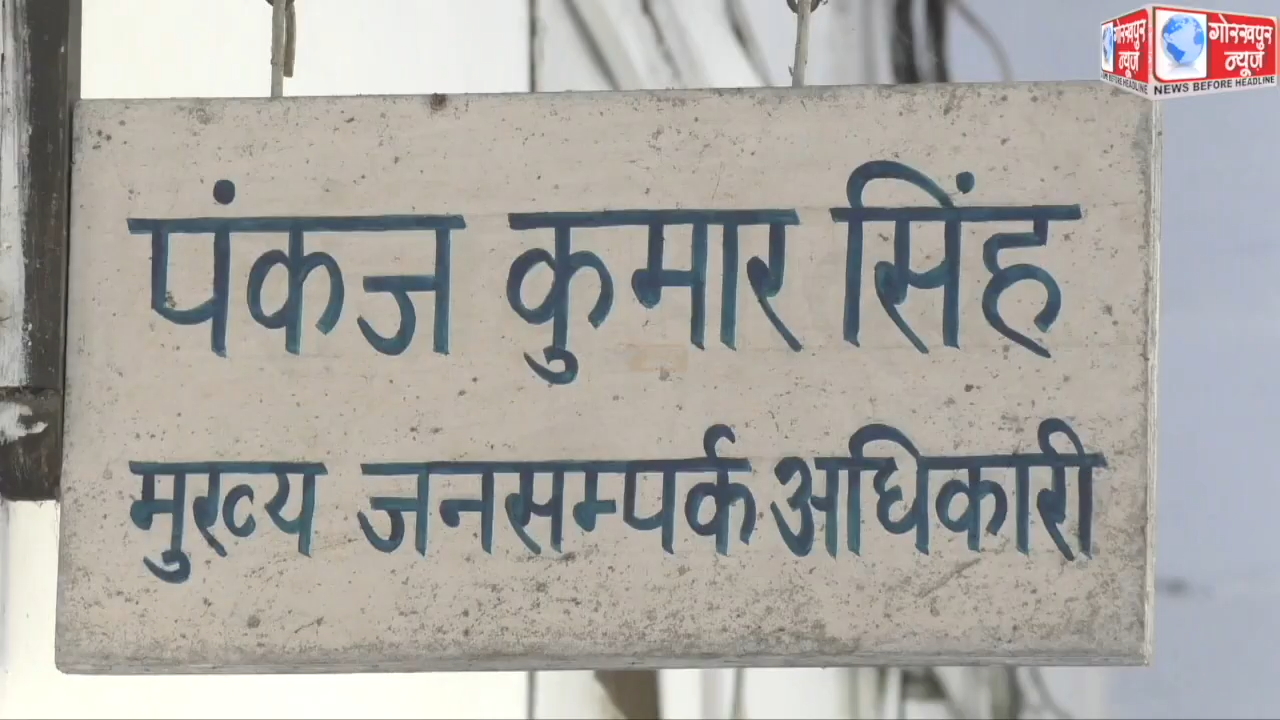 गोरखपुर
न्यूज
NEWS BEFORE HEADLINE
पंकज कुमार सिंह
मुख्य जनसम्पर्क अधिकारी